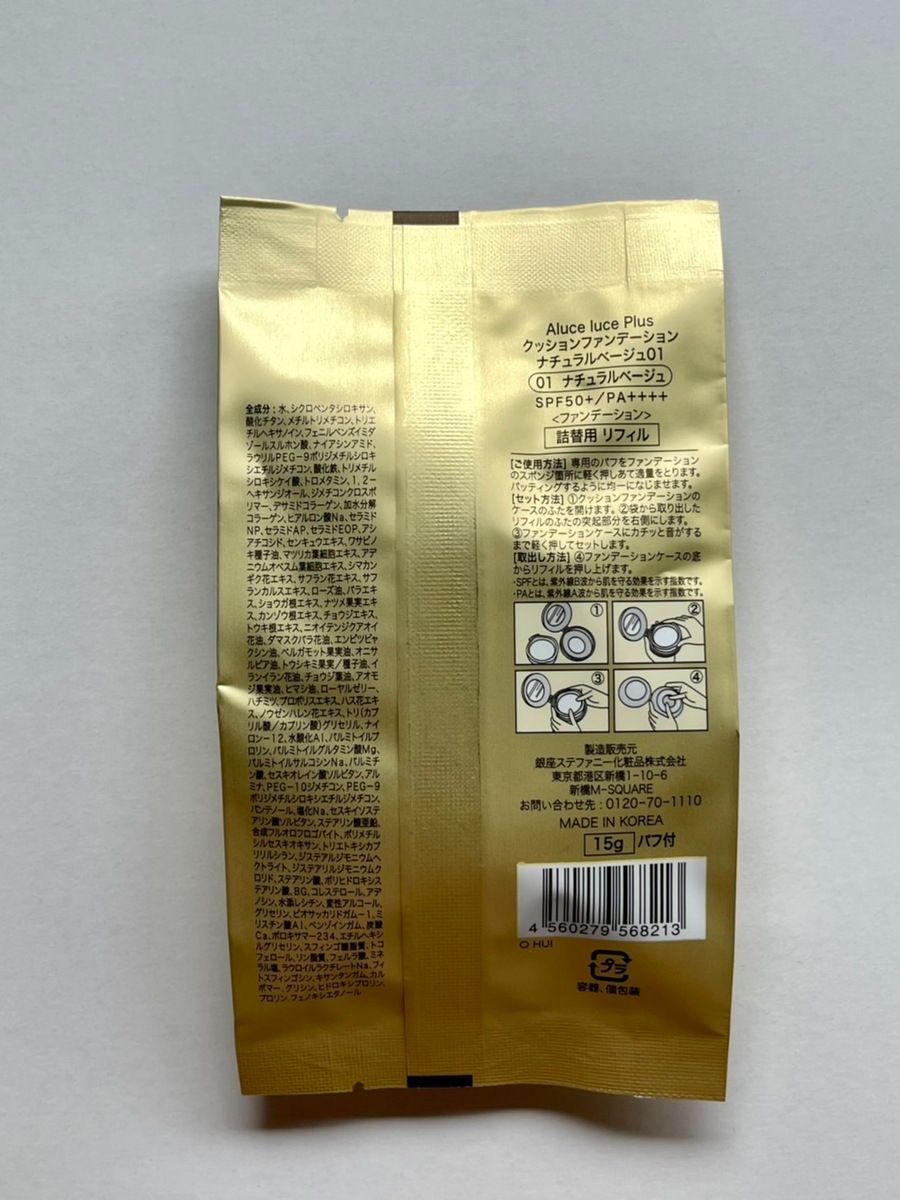 全成分：水、シクロペンタシロキサン、
酸化チタン、メチルトリメチコン、トリエ
チルヘキサノイン、フェニルベンズイミダ
ゾールスルホン酸、ナイアシンアミド、
ラウリルPEG-9ポリジメチルシロキ
シエチルジメチコン、酸化鉄、トリメチル
シロキシケイ酸、トロメタミン、1,2-
ヘキサンジオール、ジメチコンクロスポ
リマー、デサミドコラーゲン、加水分解
コラーゲン、ヒアルロン酸Na、セラミド
NP、セラミドAP、セラミドEOP、アシ
アチコシド、センキュウエキス、ワサビノ
キ種子油、マツリカ葉細胞エキス、アデ
ニウムオベスム葉細胞エキス、シマカン
ギク花エキス、サフラン花エキス、サフ
ランカルスエキス、ローズ油、バラエキ
ス、ショウガ根エキス、ナツメ果実エキ
ス、カンゾウ根エキス、チョウジエキス、
トウキ根エキス、ニオイテンジクアオイ
花油、ダマスクバラ花油、エンピツビャ
クシン油、ベルガモット果実油、オニサ
ルビア油、トウシキミ果実／種子油、イ
ランイラン花油、チョウジ葉油、アオモ
ジ果実油、ヒマシ油、ローヤルゼリー、
ハチミツ、プロポリスエキス、ハス花エキ
ス、ノウゼンハレン花エキス、トリ(カプ
リル酸／カプリン酸)グリセリル、ナイ
ロン-12、水酸化Al、パルミトイルプ
ロリン、パルミトイルグルタミン酸Mg、
パルミトイルサルコシンNa、パルミチ
ン酸、セスキオレイン酸ソルビタン、アル
ミナ、PEG-10ジメチコン、PEG-9
ポリジメチルシロキシエチルジメチコン、
パンテノール、塩化Na、セスキイソステ
アリン酸ソルビタン、ステアリン酸亜鉛、
合成フルオロフロゴパイト、ポリメチル
シルセスキオキサン、トリエトキシカプ
リリルシラン、ジステアルジモニウムヘ
クトライト、ジステアリルジモニウムク
ロリド、ステアリン酸、ポリヒドロキシス
テアリン酸、BG、コレステロール、アデ
ノシン、水添レシチン、変性アルコール、
グリセリン、ビオサッカリドガム-1、ミ
リスチン酸Al、ベンゾインガム、炭酸
Ca、ポロキサマー234、エチルヘキシ
ルグリセリン、スフィンゴ糖脂質、トコ
フェロール、リン脂質、フェルラ酸、ミネ
ラル塩、ラウロイルラクチレートNa、フィ
トスフィンゴシン、キサンタンガム、カル
ボマー、グリシン、ヒドロキシプロリン、
プロリン、フェノキシエタノール
Aluce luce Plus
クッションファンデーション
ナチュラルベージュ01
01 ナチュラルベージュ
SPF50+/PA++++
<ファンデーション>
詰替用 リフィル
[ご使用方法] 専用のパフをファンデーション
のスポンジ箇所に軽く押しあて適量をとります。
パッティングするように均一になじませます。
[セット方法] ①クッションファンデーションの
ケースのふたを開けます。②袋から取り出した
リフィルのふたの突起部分を右側にします。
③ファンデーションケースにカチッと音がする
まで軽く押してセットします。
[取出し方法] ④ファンデーションケースの底
からリフィルを押し上げます。
・SPFとは、紫外線B波から肌を守る効果を示す指数です。
・PAとは、紫外線A波から肌を守る効果を示す指数です。
① ②
③ ④
製造販売元
銀座ステファニー化粧品株式会社
東京都港区新橋1-10-6
新橋M-SQUARE
お問い合わせ先：0120-70-1110
MADE IN KOREA
15g パフ付
4 560279 568213
O HUI
プラ
容器、個包装